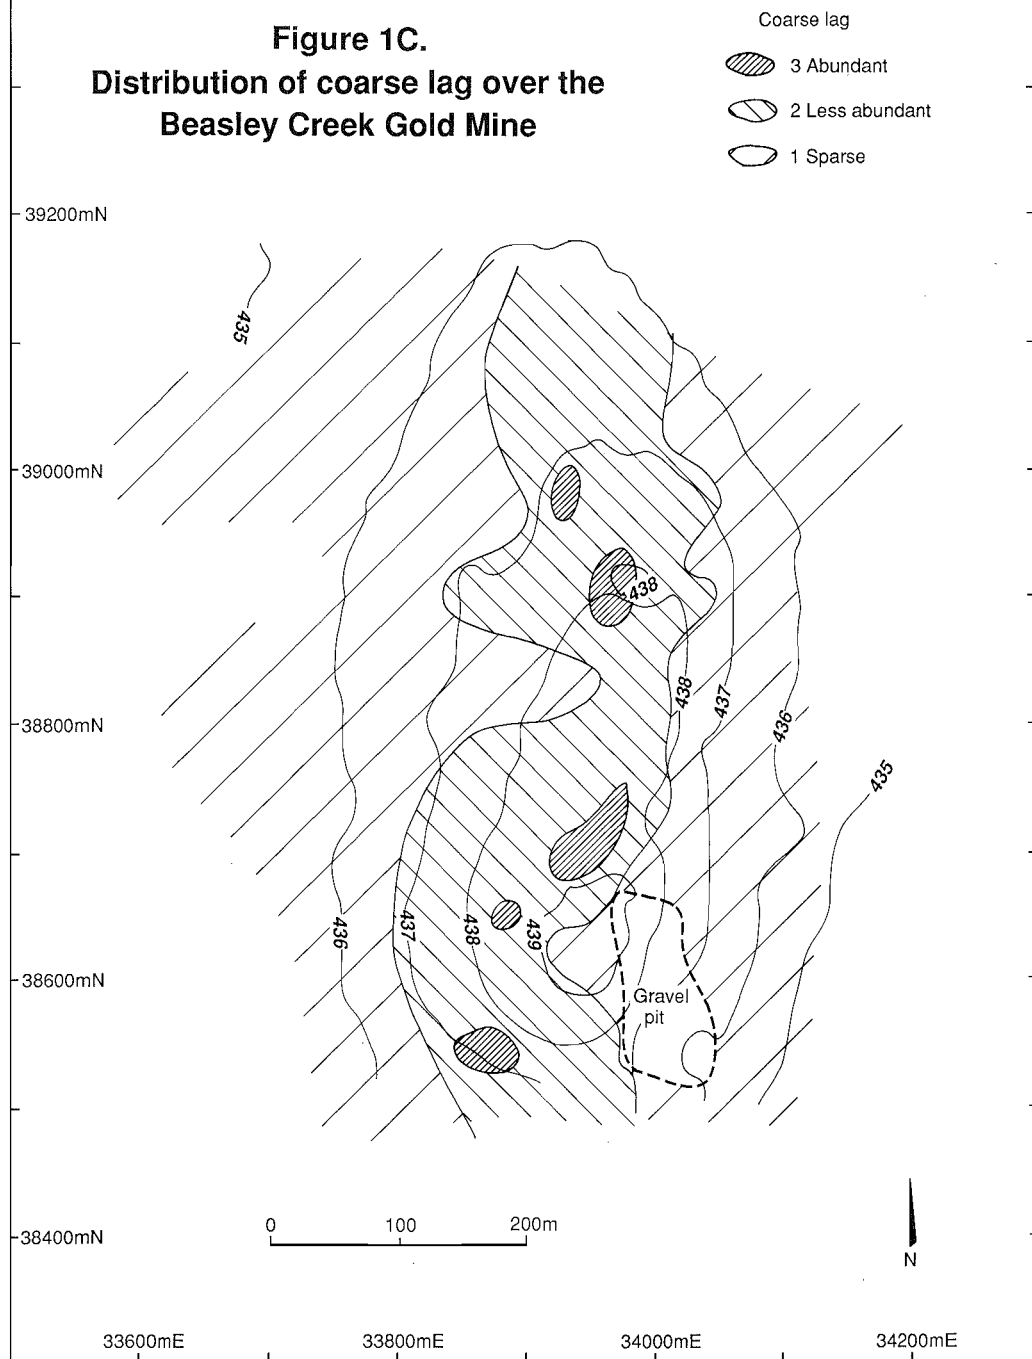 Figure 1C.
Distribution of coarse lag over the
Beasley Creek Gold Mine
Coarse lag
3 Abundant
2 Less abundant
1 Sparse
39200mN
435
39000mN
438
438
437
436
38800mN
435
436
437
438
439
38600mN
Gravel
pit
0 100 200m
38400mN
N
33600mE 33800mE 34000mE 34200mE